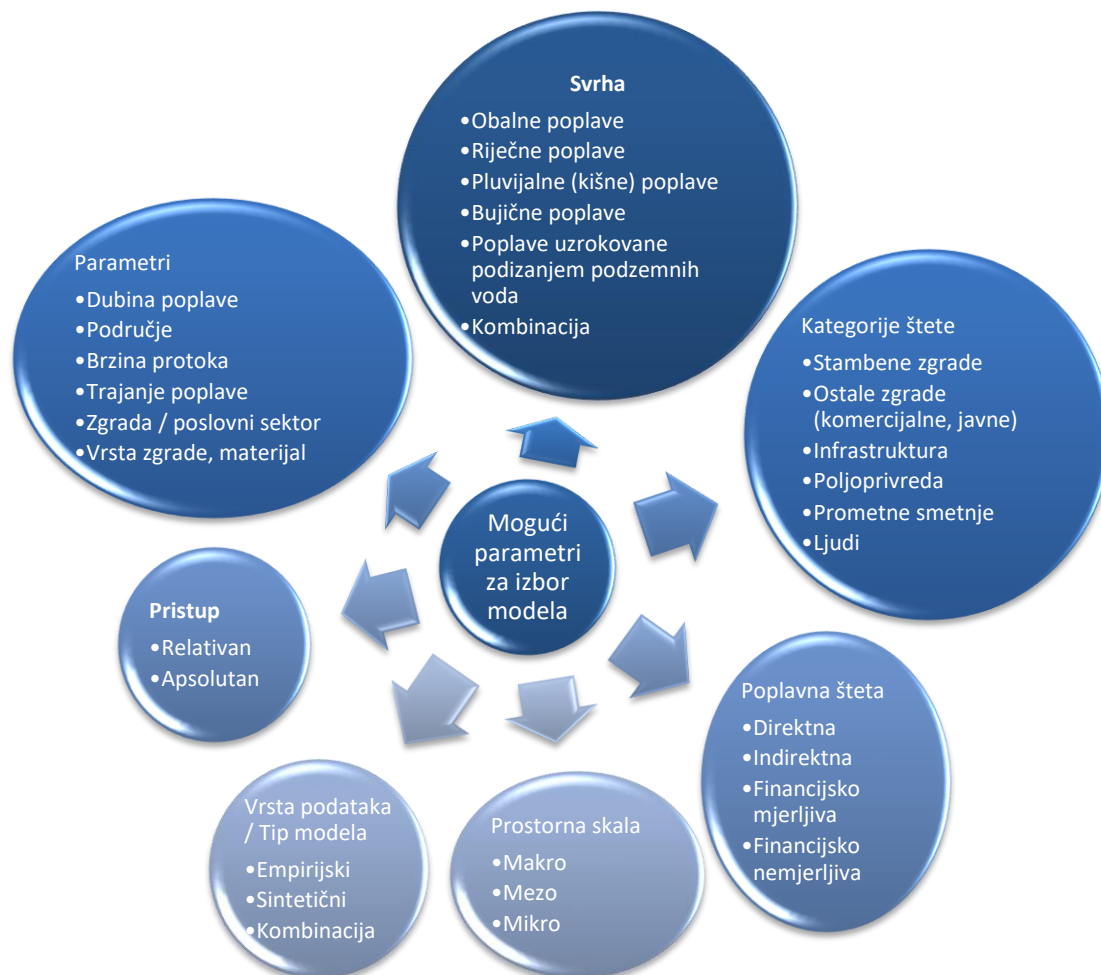 Svrha
•Obalne poplave
•Riječne poplave
•Pluvijalne (kišne) poplave
•Bujične poplave
•Poplave uzrokovane
podizanjem podzemnih
voda
•Kombinacija
Parametri
•Dubina poplave
•Područje
•Brzina protoka
•Trajanje poplave
•Zgrada / poslovni sektor
•Vrsta zgrade, materijal
Kategorije štete
•Stambene zgrade
•Ostale zgrade
(komercijalne, javne)
•Infrastruktura
•Poljoprivreda
•Prometne smetnje
•Ljudi
Mogući
parametri
za izbor
modela
Pristup
•Relativan
•Apsolutan
Poplavna šteta
•Direktna
•Indirektna
•Financijsko
mjerljiva
•Financijsko
nemjerljiva
Vrsta podataka
/ Tip modela
•Empirijski
•Sintetični
•Kombinacija
Prostorna skala
•Makro
•Mezo
•Mikro